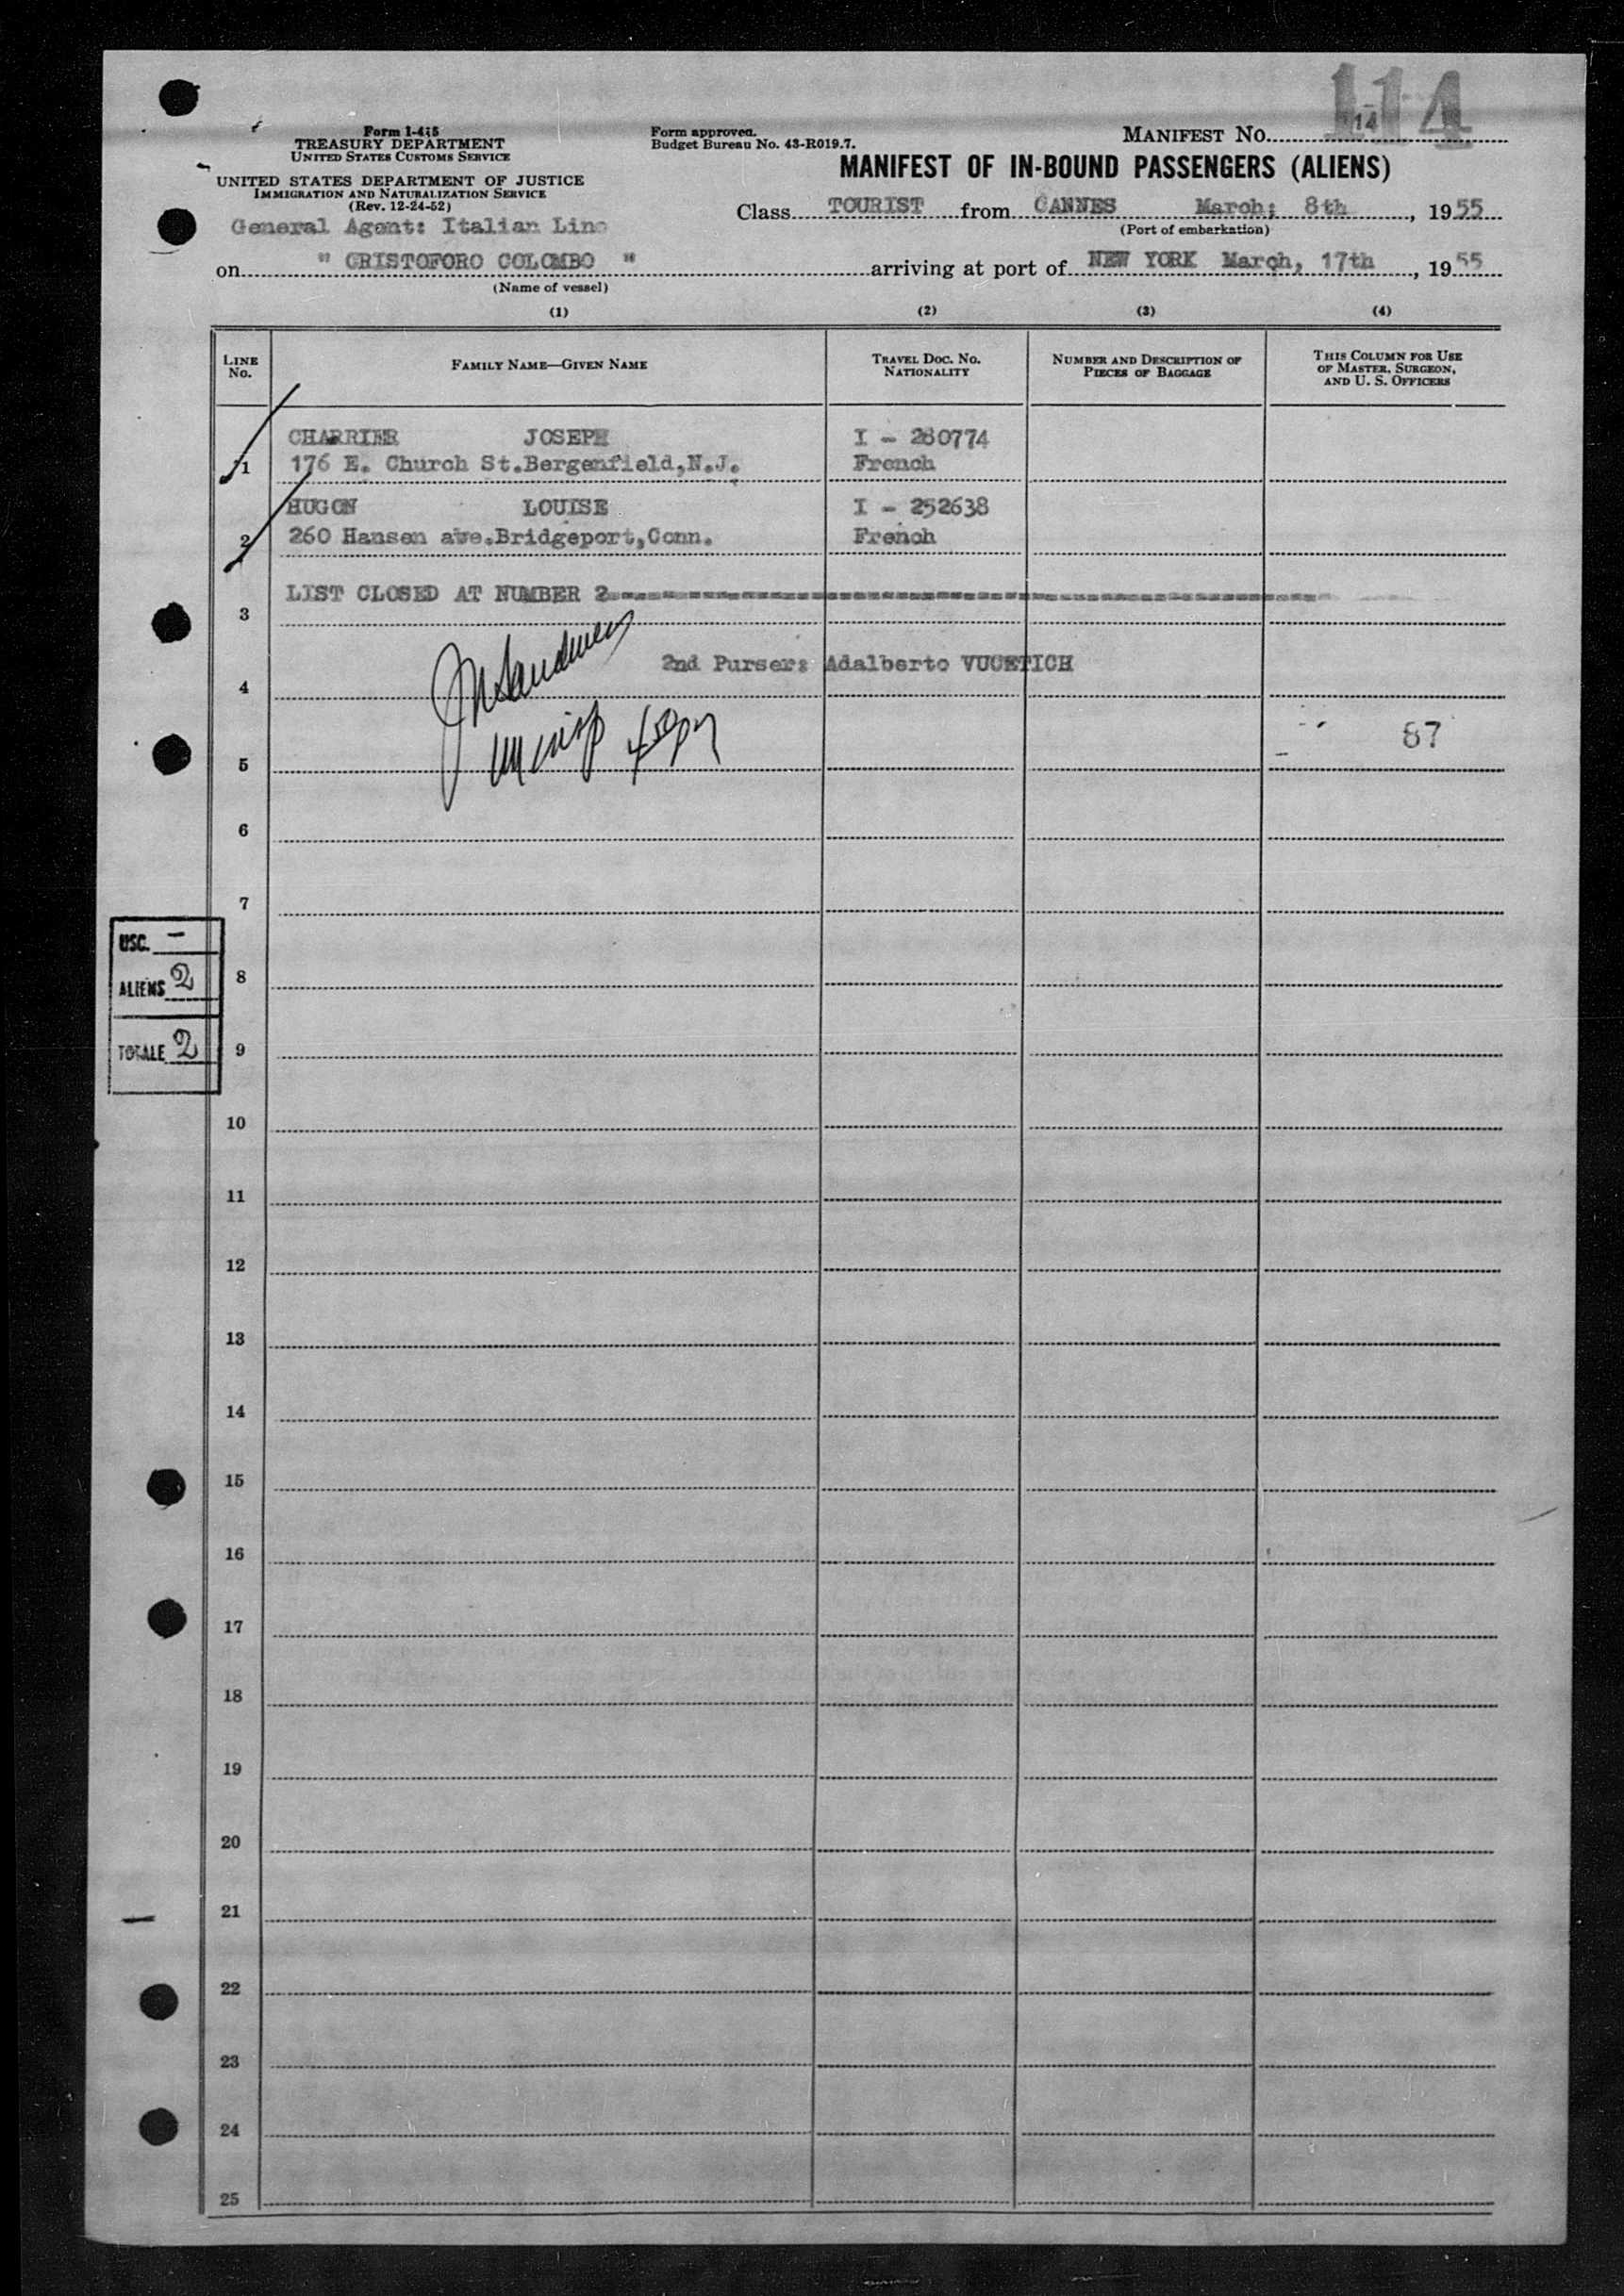 114
14
Form I-415
TREASURY DEPARTMENT
UNITED STATES CUSTOMS SERVICE
UNITED STATES DEPARTMENT OF JUSTICE
IMMIGRATION AND NATURALIZATION SERVICE
(Rev. 12-24-52)
Form approved.
Budget Bureau No. 43-R019.7.
MANIFEST NO.
MANIFEST OF IN-BOUND PASSENGERS (ALIENS)
Class TOURIST from CANNES March; 8th, 1955
(Port of embarkation)
General Agent: Italian Line
on " CRISTOFORO COLOMBO " arriving at port of NEW YORK March, 17th, 1955
(Name of vessel)
(1) (2) (3) (4)
LINE NO. FAMILY NAME—GIVEN NAME TRAVEL DOC. NO. NATIONALITY NUMBER AND DESCRIPTION OF PIECES OF BAGGAGE THIS COLUMN FOR USE OF MASTER, SURGEON, AND U. S. OFFICERS
CHARRIER JOSEPH I - 280774
1 176 E. Church St.Bergenfield,N.J. French
HUGON LOUISE I - 252638
2 260 Hansen ave.Bridgeport,Conn. French
LIST CLOSED AT NUMBER 2
3
2nd Purser: Adalberto VUCETICH
4
87
5
6
7
USC. -
8
ALIENS 2
9
TOTALE 2
10
11
12
13
14
15
16
17
18
19
20
21
22
23
24
25